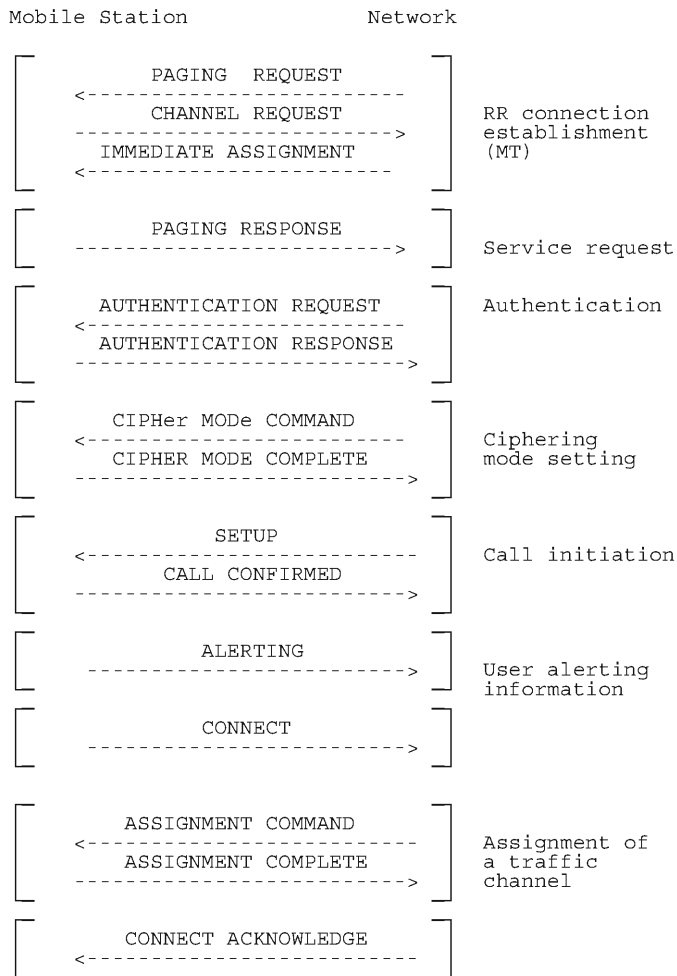 Mobile Station Network
PAGING REQUEST
CHANNEL REQUEST
IMMEDIATE ASSIGNMENT
RR connection
establishment
(MT)
PAGING RESPONSE
Service request
AUTHENTICATION REQUEST
AUTHENTICATION RESPONSE
Authentication
CIPHer MODe COMMAND
CIPHER MODE COMPLETE
Ciphering
mode setting
SETUP
CALL CONFIRMED
Call initiation
ALERTING
User alerting
information
CONNECT
ASSIGNMENT COMMAND
ASSIGNMENT COMPLETE
Assignment of
a traffic
channel
CONNECT ACKNOWLEDGE